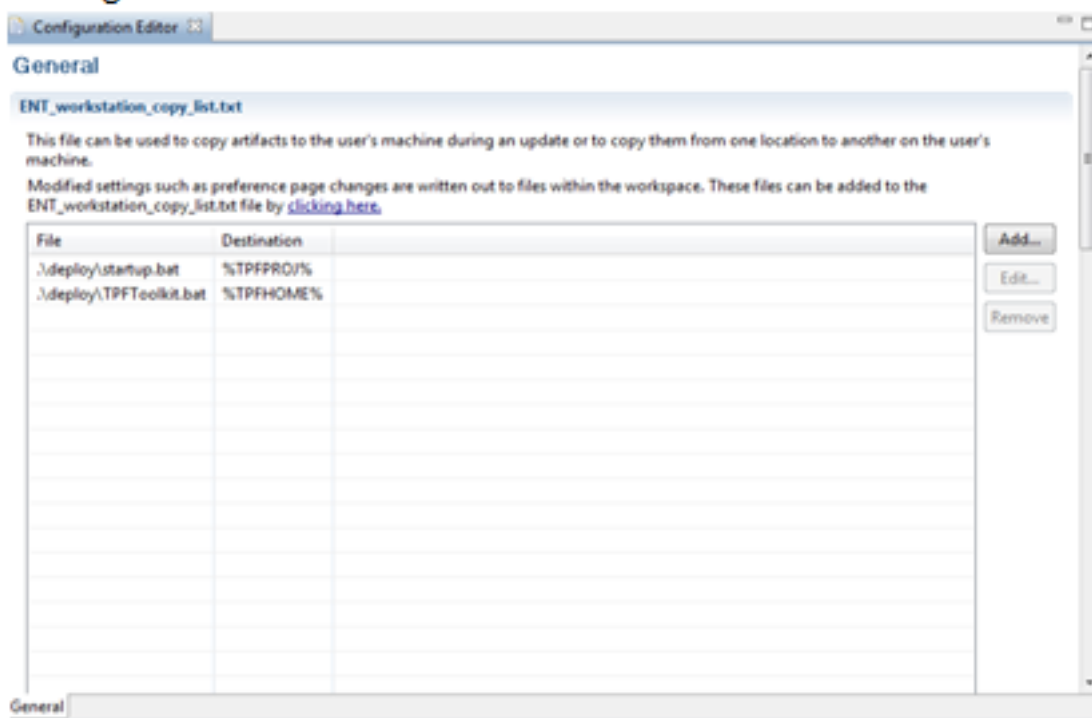 Configuration Editor
General
ENT_workstation_copy_list.txt
This file can be used to copy artifacts to the user's machine during an update or to copy them from one location to another on the user's
machine.
Modified settings such as preference page changes are written out to files within the workspace. These files can be added to the
ENT_workstation_copy_list.txt file by clicking here.
File Destination
.\deploy\startup.bat %TPFPROJ%
.\deploy\TPFToolkit.bat %TPFHOME%
Add...
Edit...
Remove
General